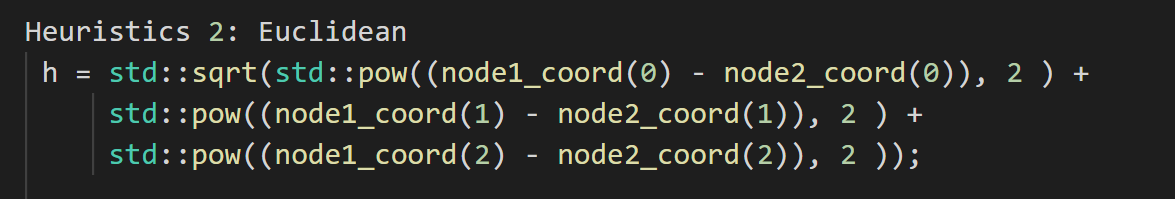 Heuristics 2: Euclidean
h = std::sqrt(std::pow((node1_coord(0) - node2_coord(0)), 2 ) +
std::pow((node1_coord(1) - node2_coord(1)), 2 ) +
std::pow((node1_coord(2) - node2_coord(2)), 2 ));